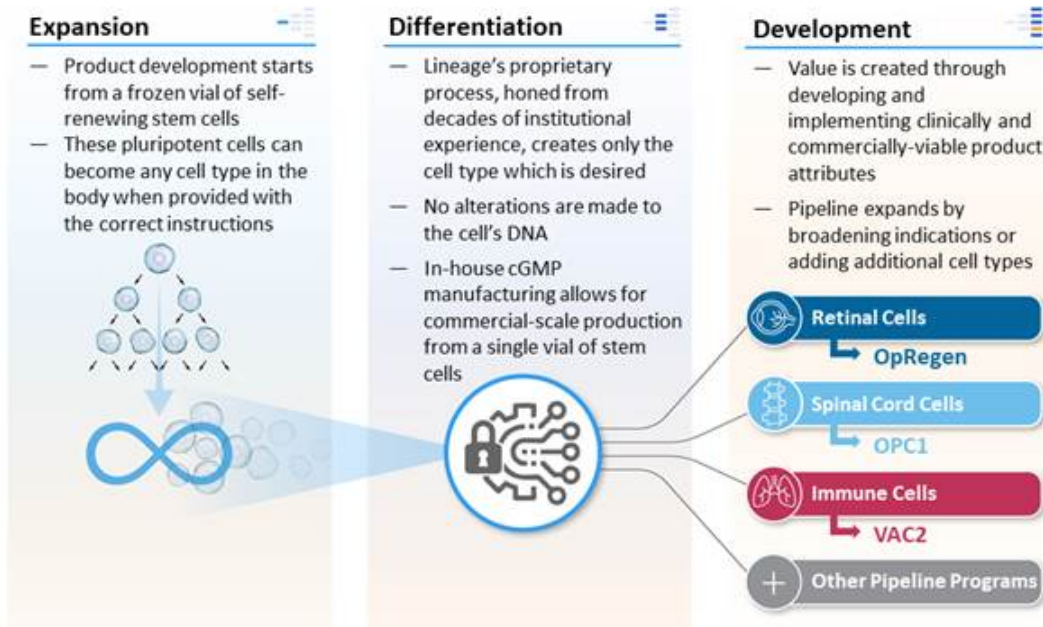 Expansion
— Product development starts
from a frozen vial of self-
renewing stem cells
— These pluripotent cells can
become any cell type in the
body when provided with
the correct instructions
Differentiation
— Lineage's proprietary
process, honed from
decades of institutional
experience, creates only the
cell type which is desired
— No alterations are made to
the cell's DNA
— In-house cGMP
manufacturing allows for
commercial-scale production
from a single vial of stem
cells
Development
— Value is created through
developing and
implementing clinically and
commercially-viable product
attributes
— Pipeline expands by
broadening indications or
adding additional cell types
Retinal Cells
OpRegen
Spinal Cord Cells
OPC1
Immune Cells
VAC2
Other Pipeline Programs